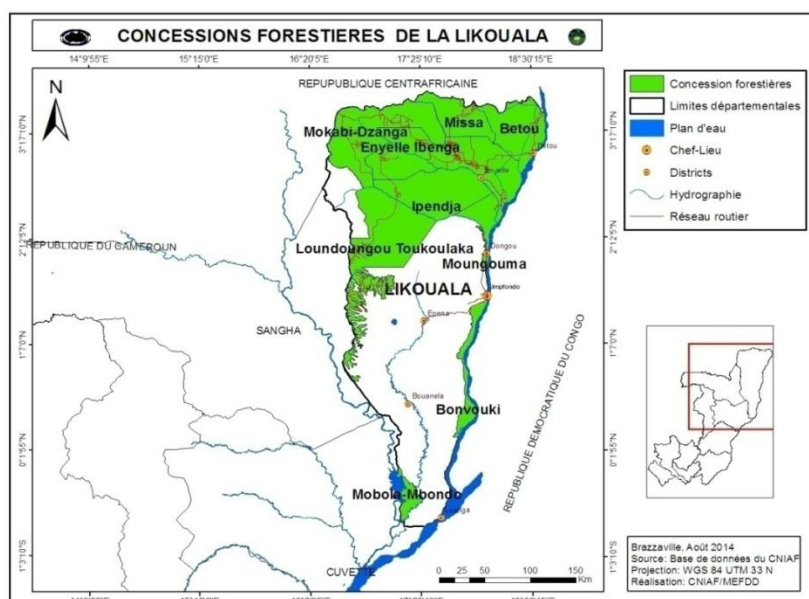 CONCESSIONS FORESTIERES DE LA LIKOUALA
14°9'55"E
15°15'0"E
16°20'5"E
17°25'10"E
18°30'15"E
N
REPUPUBLIQUE CENTRAFRICAINE
3°17'10"N
3°17'10"N
Missa
Betou
Mokabi-Dzanga
Enyelle Ibenga
Betou
Enyelle
Ipendja
2°12'5"N
2°12'5"N
REPUBLIQUE DU CAMEROUN
Loundoungou Toukoulaka
Dongou
Moungouma
LIKOUALA
Impfondo
Epena
SANGHA
1°7'0"N
1°7'0"N
REPUBLIQUE DEMOCRATIQUE DU CONGO
Bouanela
Bonvouki
0°1'55"N
0°1'55"N
Mobola-Mbondo
CUVETTE
1°3'10"S
1°3'10"S
0 25 50 100 150
Km
Concession forestières
Limites départementales
Plan d'eau
Chef-Lieu
Districts
Hydrographie
Réseau routier
Brazzaville, Août 2014
Source: Base de données du CNIAF
Projection: WGS 84 UTM 33 N
Réalisation: CNIAF/MEFDD